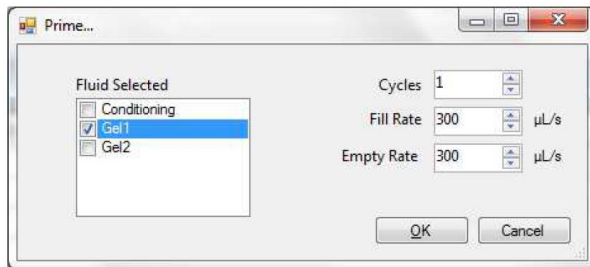 Prime...
Fluid Selected
Conditioning
Gel1
Gel2
Cycles 1
Fill Rate 300 µL/s
Empty Rate 300 µL/s
OK Cancel